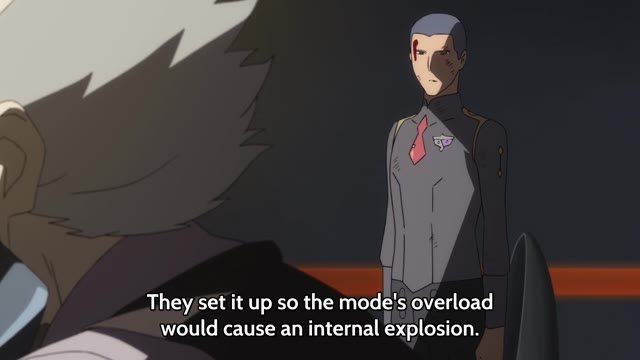 They set it up so the mode's overload
would cause an internal explosion.